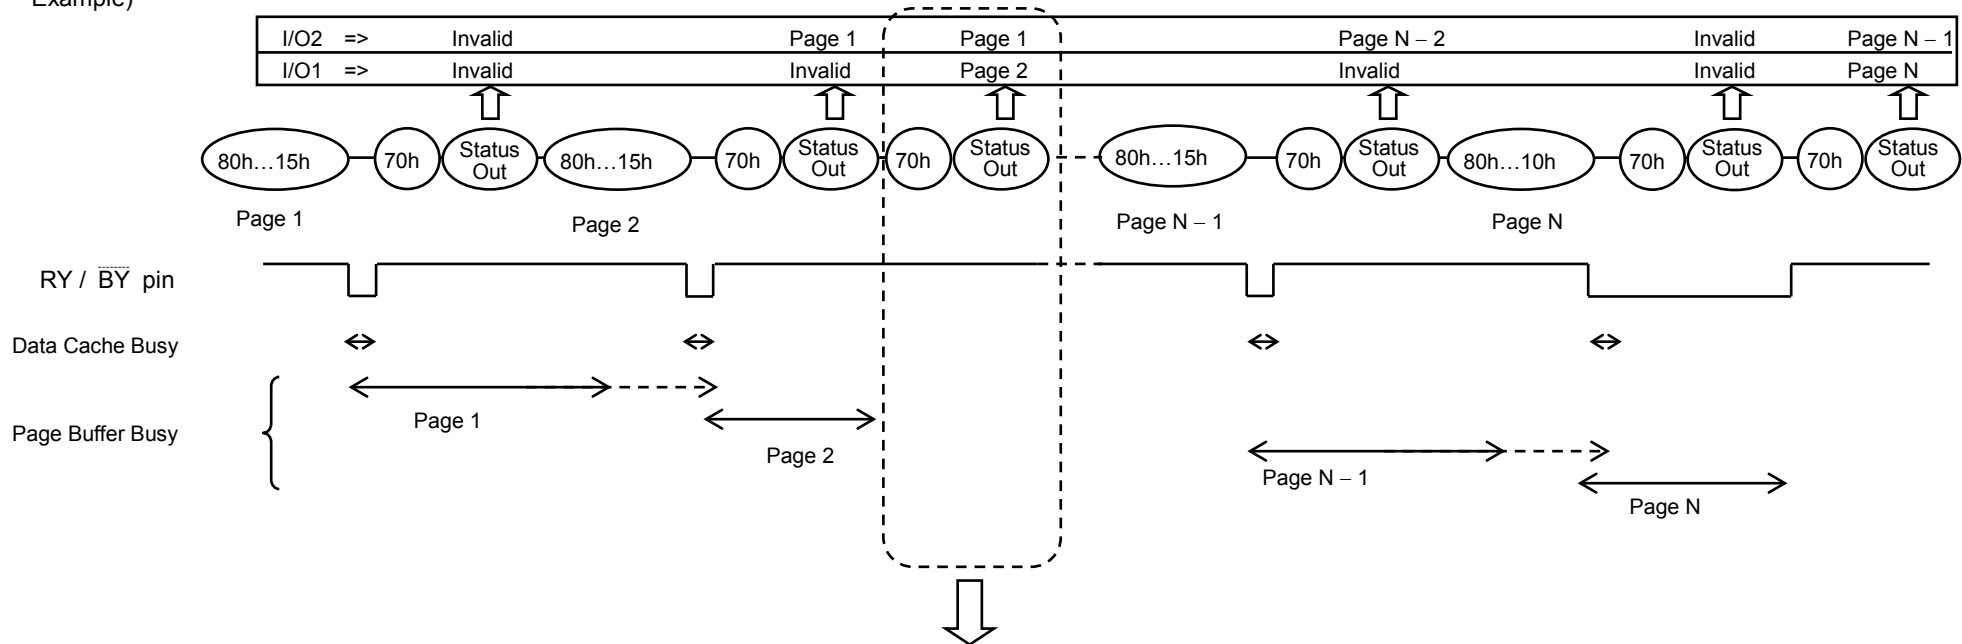 Example)
I/O2 => Invalid Page 1 Page 1 Page N – 2 Invalid Page N – 1
I/O1 => Invalid Invalid Page 2 Invalid Invalid Page N
80h…15h 70h Status Out 80h…15h 70h Status Out 70h Status Out 80h…15h 70h Status Out 80h…10h 70h Status Out 70h Status Out
Page 1 Page 2 Page N – 1 Page N
RY / BY pin
Data Cache Busy
Page 1
Page Buffer Busy
Page 2
Page N – 1
Page N